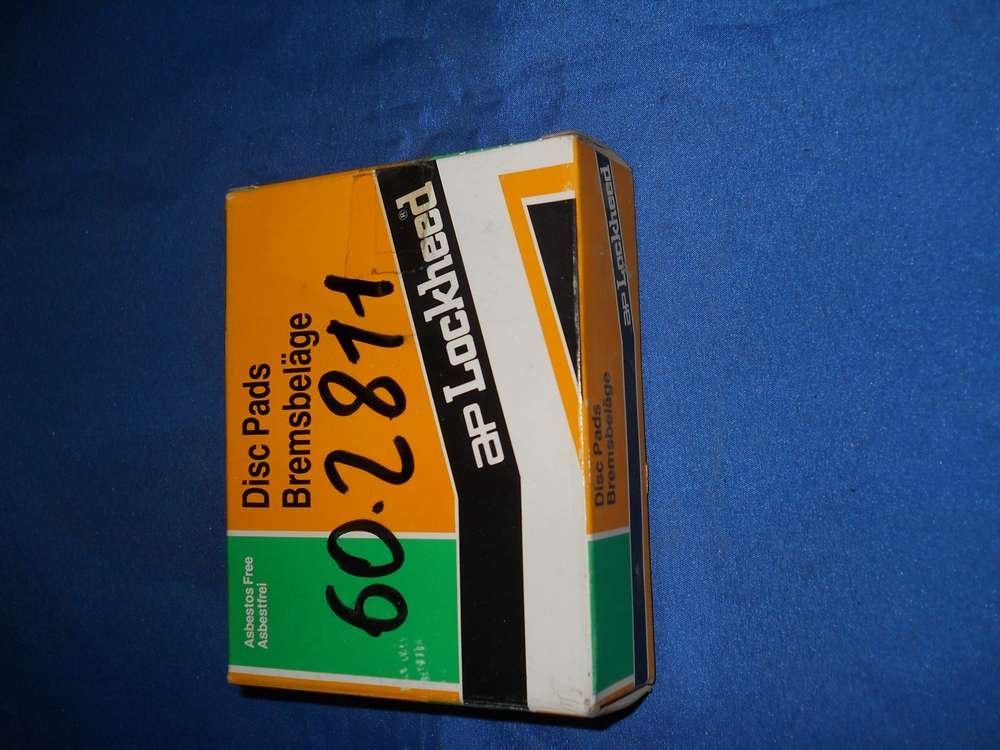 Disc Pads
Bremsbeläge
60.2811
ap Lockheed®
Asbestos Free
Asbestfrei
ap Lockheed
Disc Pads
Bremsbeläge